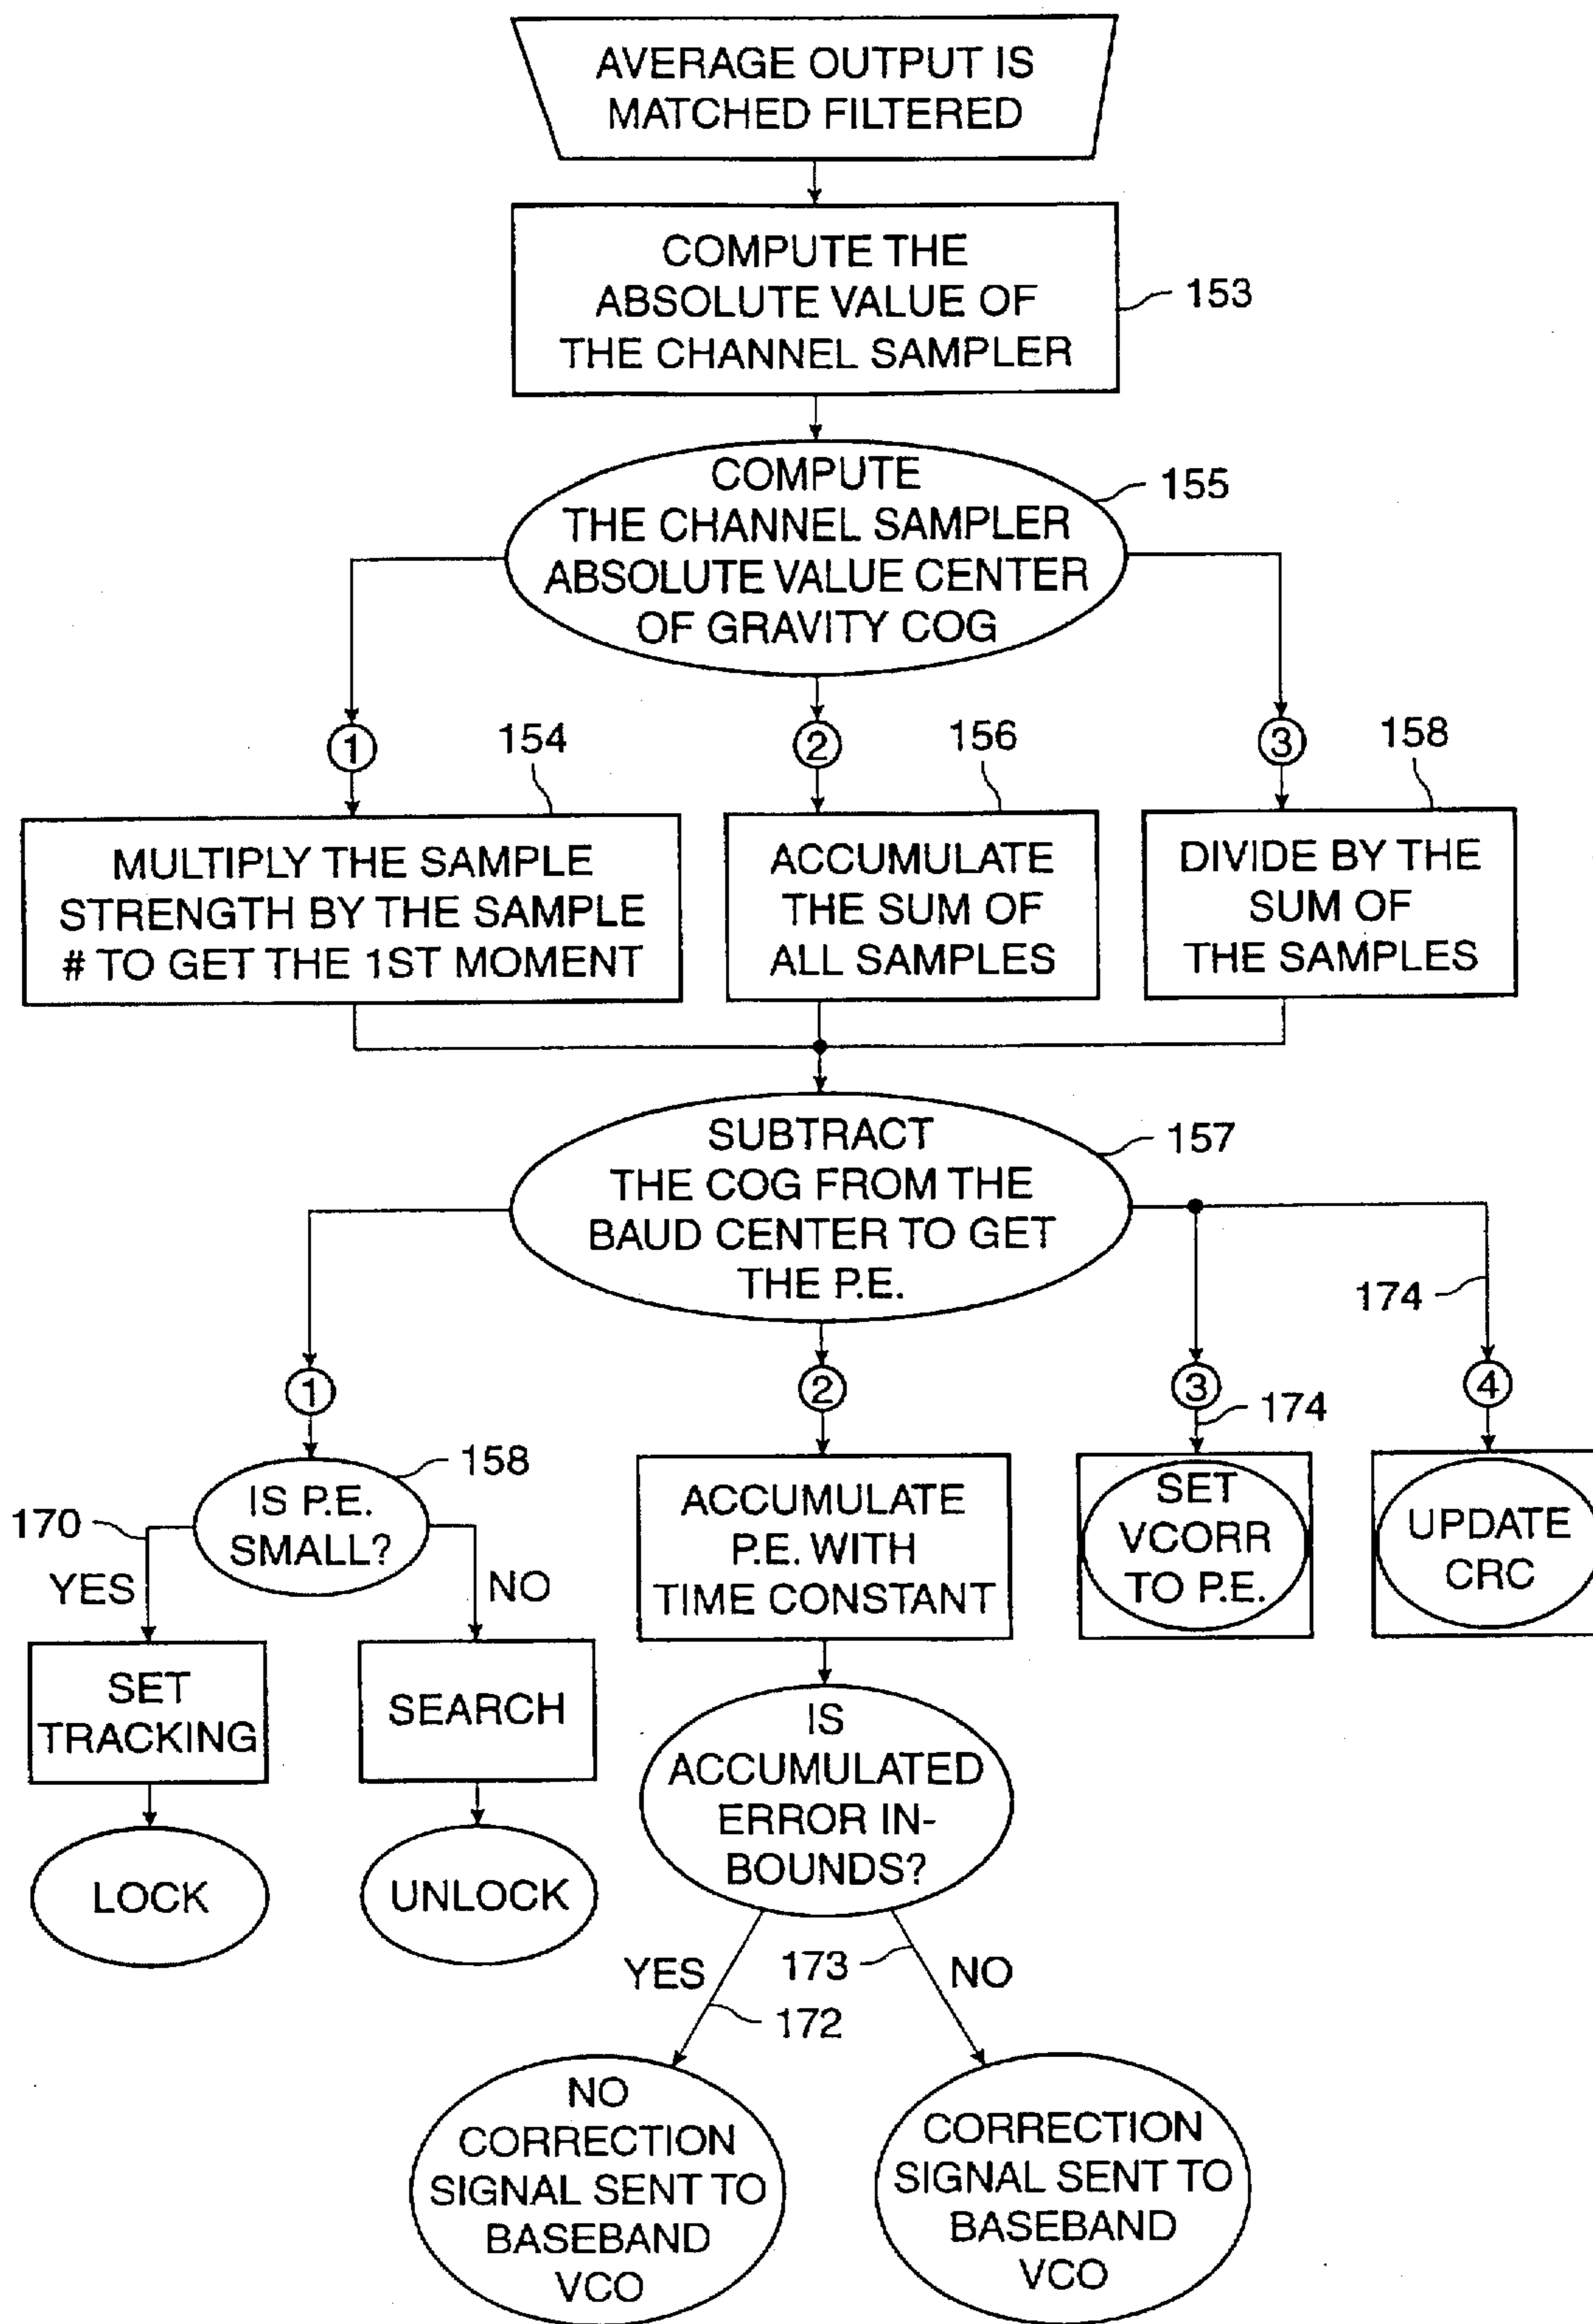 AVERAGE OUTPUT IS
MATCHED FILTERED
COMPUTE THE
ABSOLUTE VALUE OF
THE CHANNEL SAMPLER
153
COMPUTE
THE CHANNEL SAMPLER
ABSOLUTE VALUE CENTER
OF GRAVITY COG
155
1
154
2
156
3
158
MULTIPLY THE SAMPLE
STRENGTH BY THE SAMPLE
# TO GET THE 1ST MOMENT
ACCUMULATE
THE SUM OF
ALL SAMPLES
DIVIDE BY THE
SUM OF
THE SAMPLES
SUBTRACT
THE COG FROM THE
BAUD CENTER TO GET
THE P.E.
157
174
1
2
3
4
174
158
IS P.E.
SMALL?
170
YES
NO
ACCUMULATE
P.E. WITH
TIME CONSTANT
SET
VCORR
TO P.E.
UPDATE
CRC
SET
TRACKING
SEARCH
IS
ACCUMULATED
ERROR IN-
BOUNDS?
LOCK
UNLOCK
YES
172
173
NO
NO
CORRECTION
SIGNAL SENT TO
BASEBAND
VCO
CORRECTION
SIGNAL SENT TO
BASEBAND
VCO